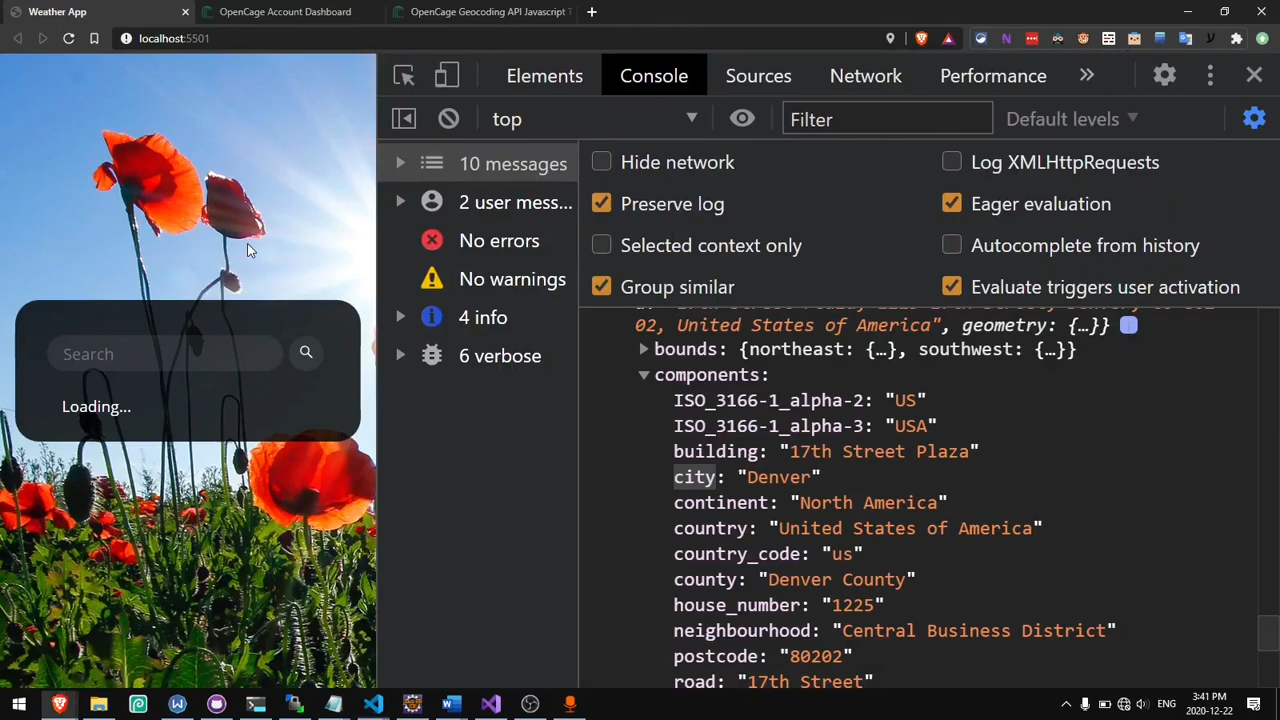 Weather App
OpenCage Account Dashboard
OpenCage Geocoding API Javascript
localhost:5501
Elements
Console
Sources
Network
Performance
top
Filter
Default levels
10 messages
2 user mess...
No errors
No warnings
4 info
6 verbose
Hide network
Log XMLHttpRequests
Preserve log
Eager evaluation
Selected context only
Autocomplete from history
Group similar
Evaluate triggers user activation
02, United States of America", geometry: {…}}
bounds: {northeast: {…}, southwest: {…}}
components:
ISO_3166-1_alpha-2: "US"
ISO_3166-1_alpha-3: "USA"
building: "17th Street Plaza"
city: "Denver"
continent: "North America"
country: "United States of America"
country_code: "us"
county: "Denver County"
house_number: "1225"
neighbourhood: "Central Business District"
postcode: "80202"
road: "17th Street"
Search
Loading...
ENG
3:41 PM
2020-12-22